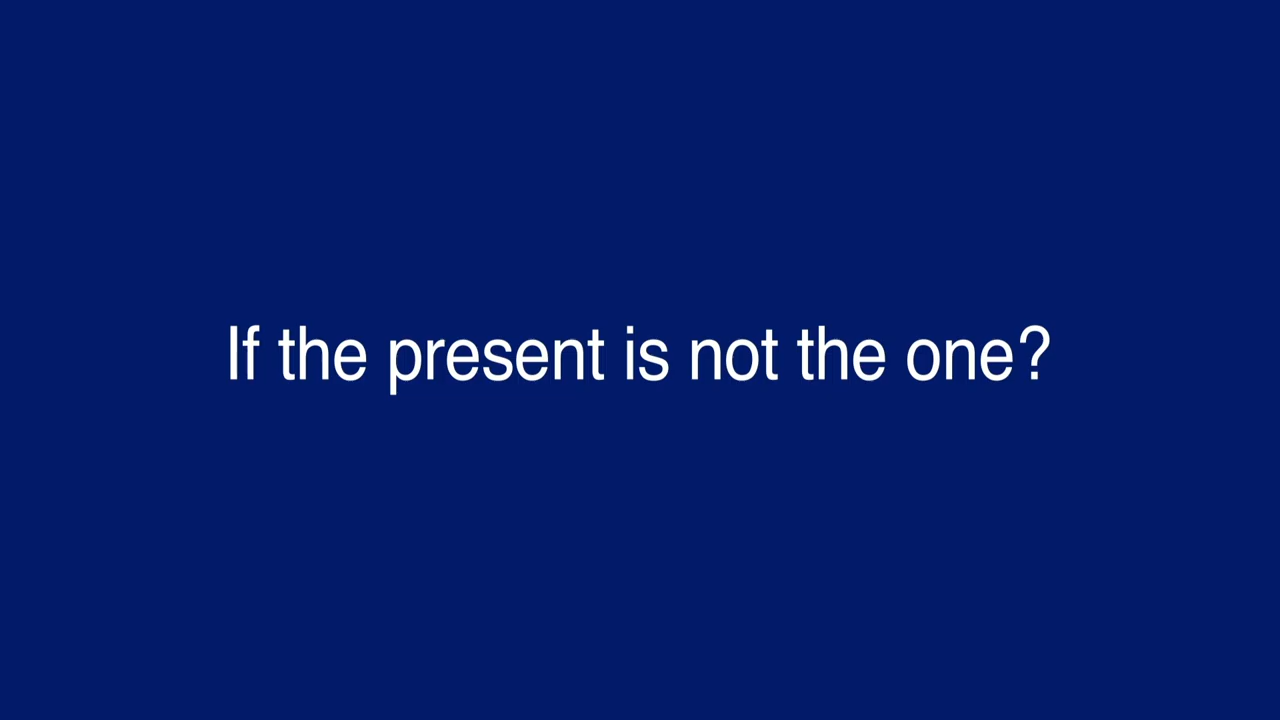 If the present is not the one?